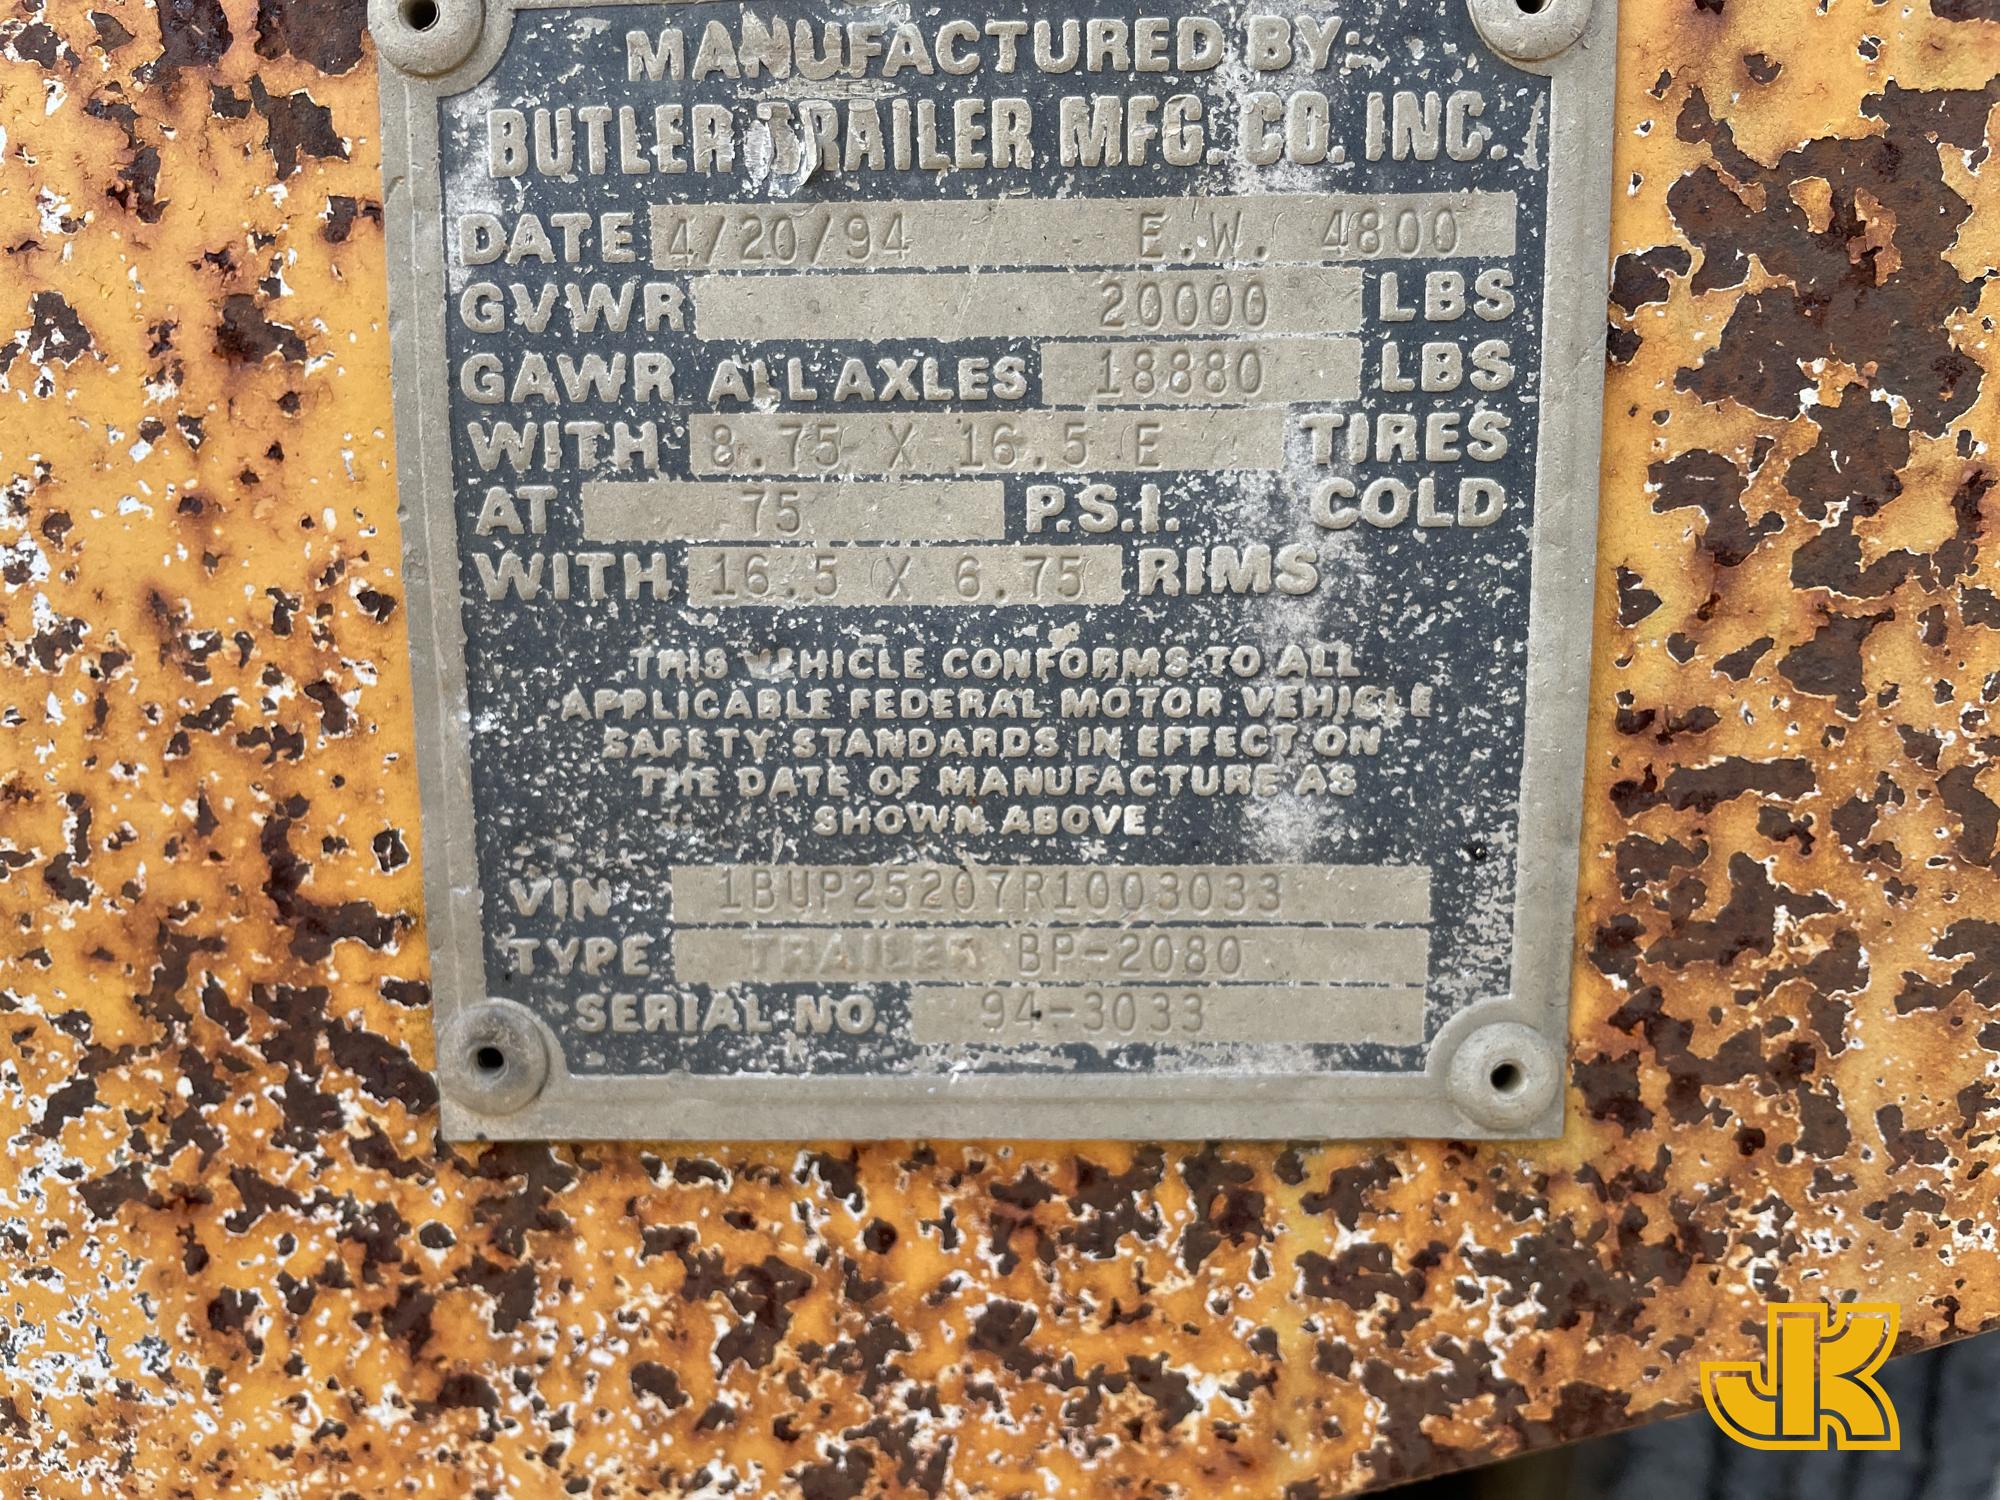 MANUFACTURED BY:
BUTLER TRAILER MFG. CO. INC.
DATE 4/20/94 E.W. 4800
GVWR 20000 LBS
GAWR ALL AXLES 18880 LBS
WITH 8.75 X 16.5 E TIRES
AT 75 P.S.I. COLD
WITH 16.5 X 6.75 RIMS
THIS VEHICLE CONFORMS TO ALL
APPLICABLE FEDERAL MOTOR VEHICLE
SAFETY STANDARDS IN EFFECT ON
THE DATE OF MANUFACTURE AS
SHOWN ABOVE.
VIN 1BUP25207R1003033
TYPE TRAILER BP-2080
SERIAL NO. 94-3033
JK